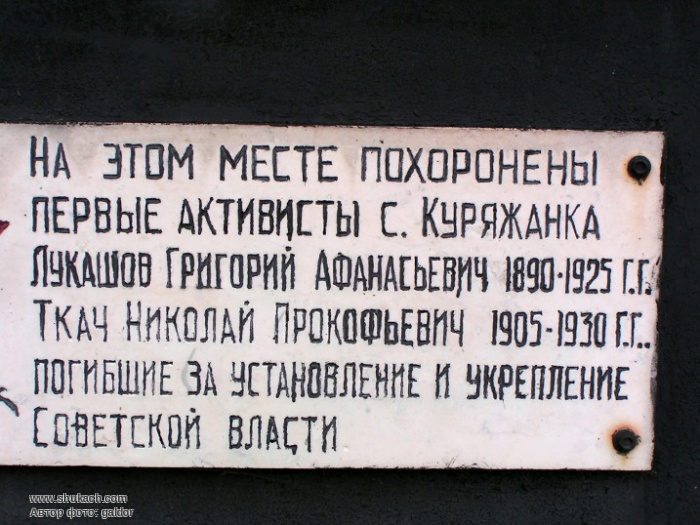 НА ЭТОМ МЕСТЕ ПОХОРОНЕНЫ
ПЕРВЫЕ АКТИВИСТЫ С. КУРЯЖАНКА
ЛУКАШОВ ГРИГОРИЙ АФАНАСЬЕВИЧ 1890-1925 Г.Г.
ТКАЧ НИКОЛАЙ ПРОКОФЬЕВИЧ 1905-1930 Г.Г..
ПОГИБШИЕ ЗА УСТАНОВЛЕНИЕ И УКРЕПЛЕНИЕ
СОВЕТСКОЙ ВЛАСТИ
www.shukach.com
Автор фото: galdor